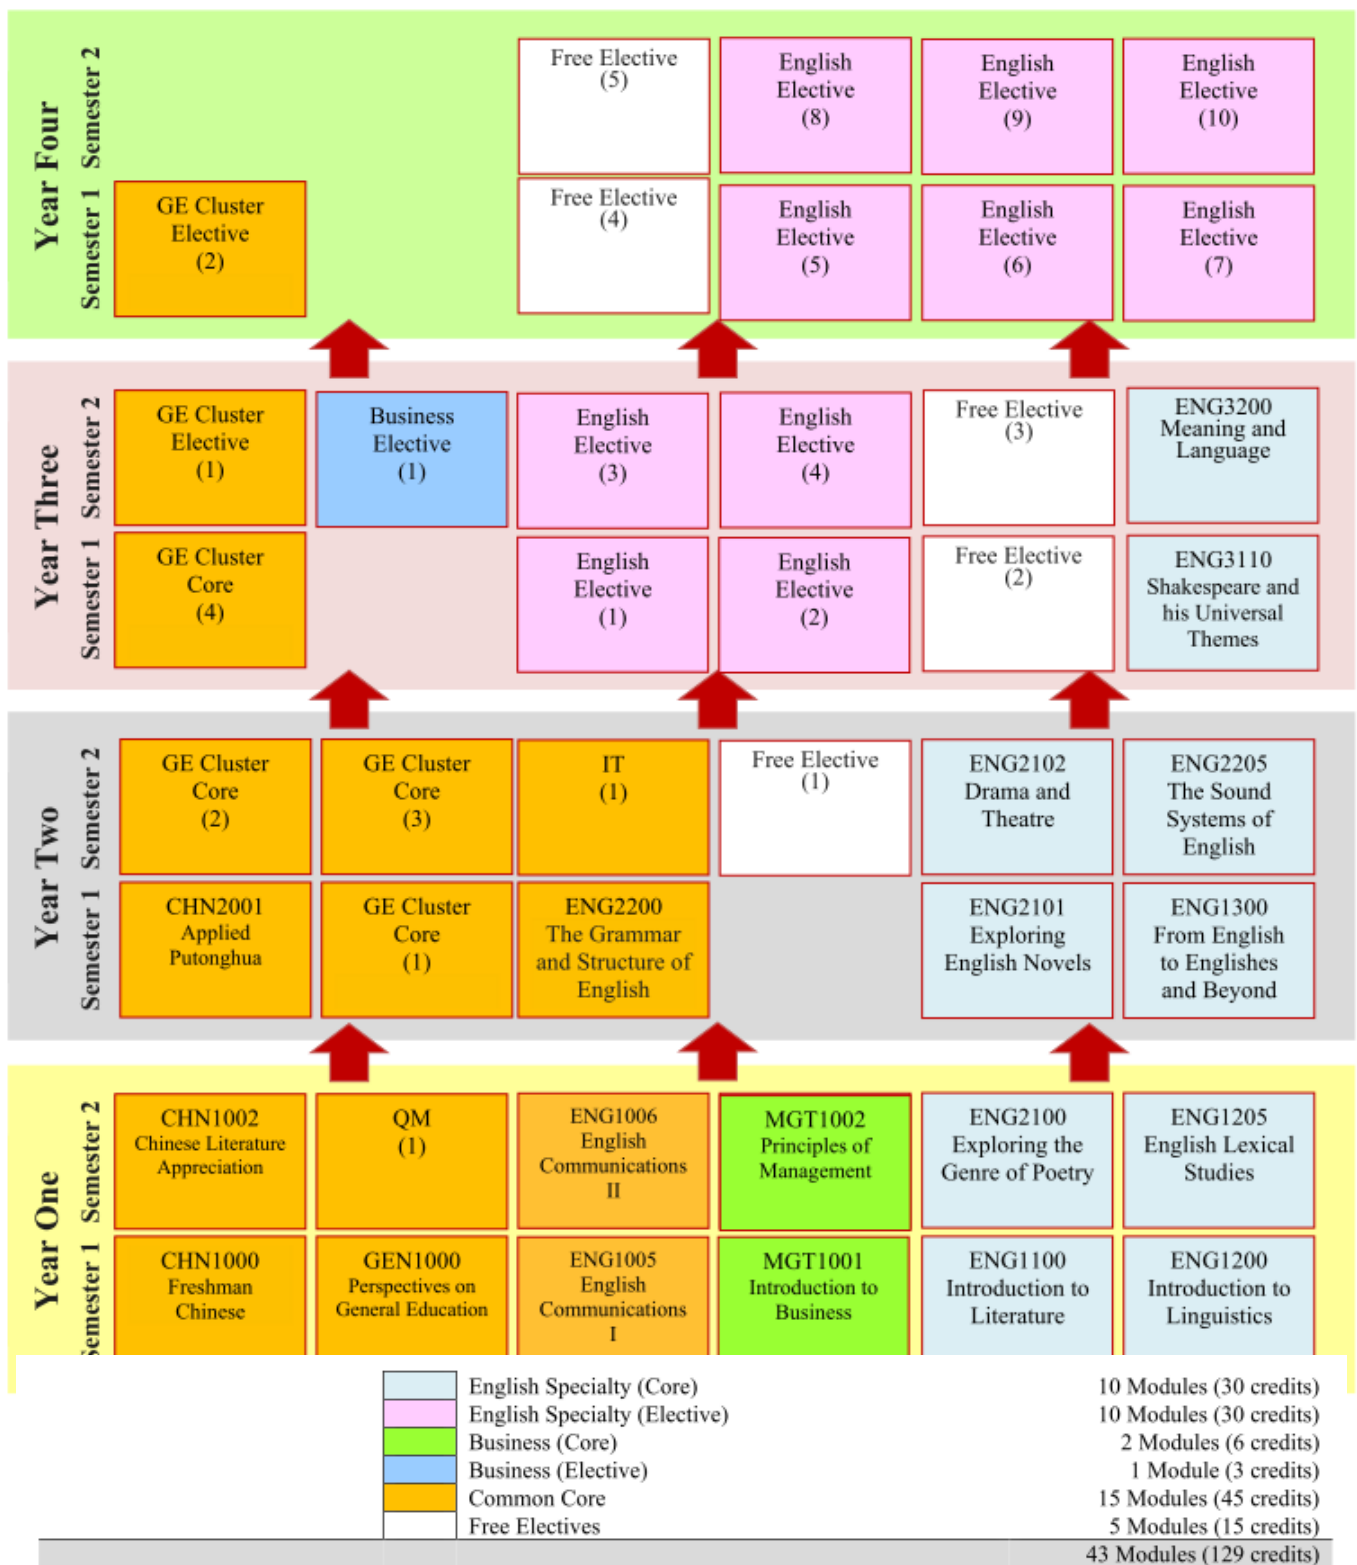 Year Four
Semester 2
Free Elective
(5)
English
Elective
(8)
English
Elective
(9)
English
Elective
(10)
Semester 1
GE Cluster
Elective
(2)
Free Elective
(4)
English
Elective
(5)
English
Elective
(6)
English
Elective
(7)
Year Three
Semester 2
GE Cluster
Elective
(1)
Business
Elective
(1)
English
Elective
(3)
English
Elective
(4)
Free Elective
(3)
ENG3200
Meaning and
Language
Semester 1
GE Cluster
Core
(4)
English
Elective
(1)
English
Elective
(2)
Free Elective
(2)
ENG3110
Shakespeare and
his Universal
Themes
Year Two
Semester 2
GE Cluster
Core
(2)
GE Cluster
Core
(3)
IT
(1)
Free Elective
(1)
ENG2102
Drama and
Theatre
ENG2205
The Sound
Systems of
English
Semester 1
CHN2001
Applied
Putonghua
GE Cluster
Core
(1)
ENG2200
The Grammar
and Structure of
English
ENG2101
Exploring
English Novels
ENG1300
From English
to Englishes
and Beyond
Year One
Semester 2
CHN1002
Chinese Literature
Appreciation
QM
(1)
ENG1006
English
Communications
II
MGT1002
Principles of
Management
ENG2100
Exploring the
Genre of Poetry
ENG1205
English Lexical
Studies
Semester 1
CHN1000
Freshman
Chinese
GEN1000
Perspectives on
General Education
ENG1005
English
Communications
I
MGT1001
Introduction to
Business
ENG1100
Introduction to
Literature
ENG1200
Introduction to
Linguistics
English Specialty (Core) 10 Modules (30 credits)
English Specialty (Elective) 10 Modules (30 credits)
Business (Core) 2 Modules (6 credits)
Business (Elective) 1 Module (3 credits)
Common Core 15 Modules (45 credits)
Free Electives 5 Modules (15 credits)
43 Modules (129 credits)